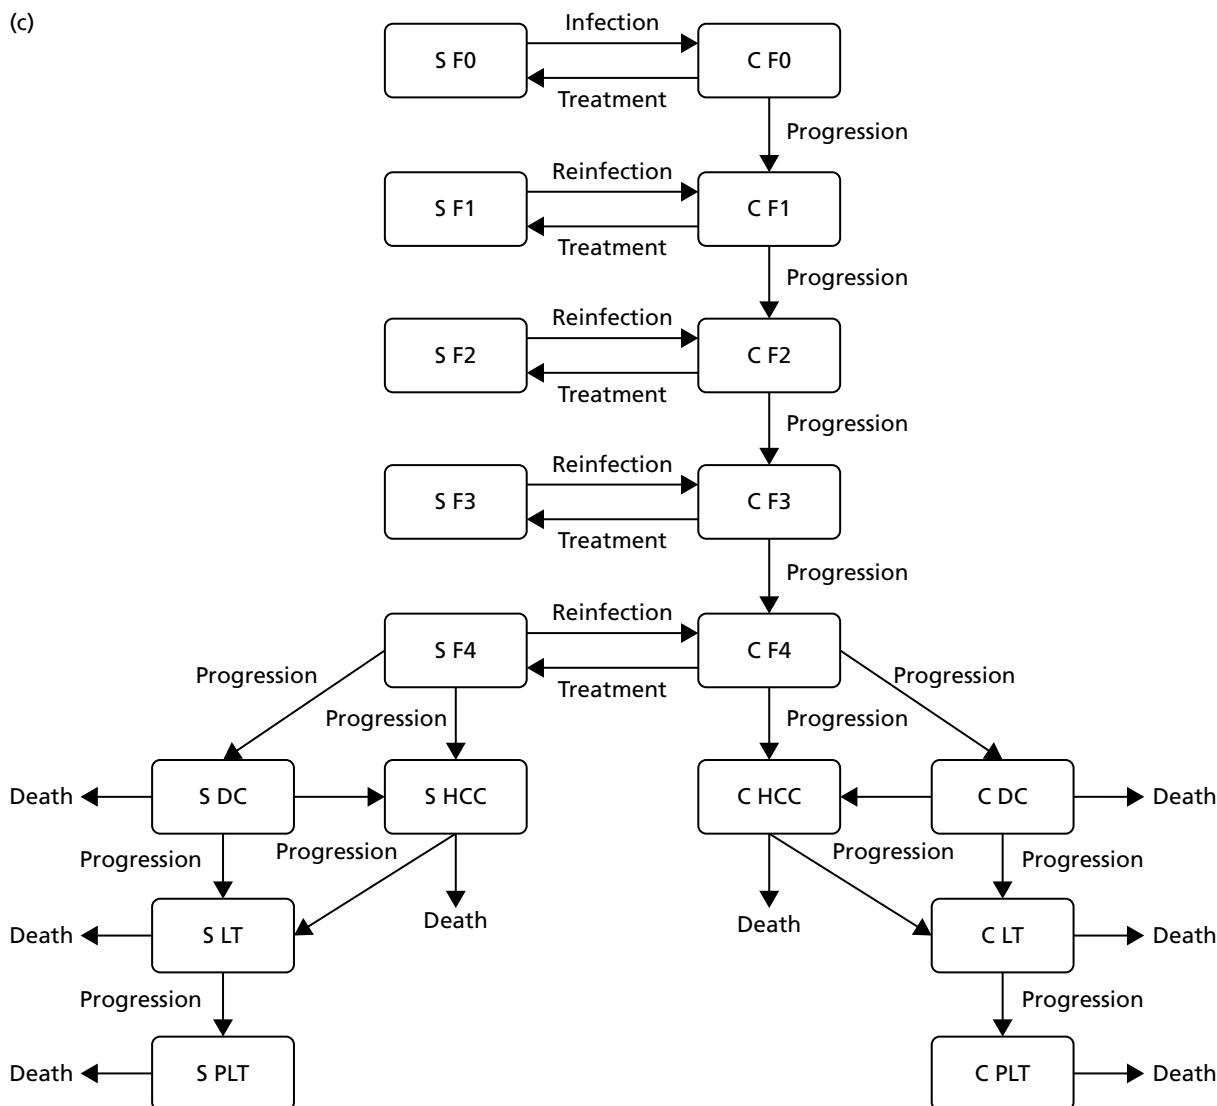 (c)
Infection
S F0
C F0
Treatment
Progression
Reinfection
S F1
C F1
Treatment
Progression
Reinfection
S F2
C F2
Treatment
Progression
Reinfection
S F3
C F3
Treatment
Progression
Reinfection
S F4
C F4
Treatment
Progression
Progression
Progression
Progression
Death
S DC
S HCC
C HCC
C DC
Death
Progression
Progression
Progression
Progression
Death
Death
Death
S LT
C LT
Death
Progression
Progression
Death
S PLT
C PLT
Death